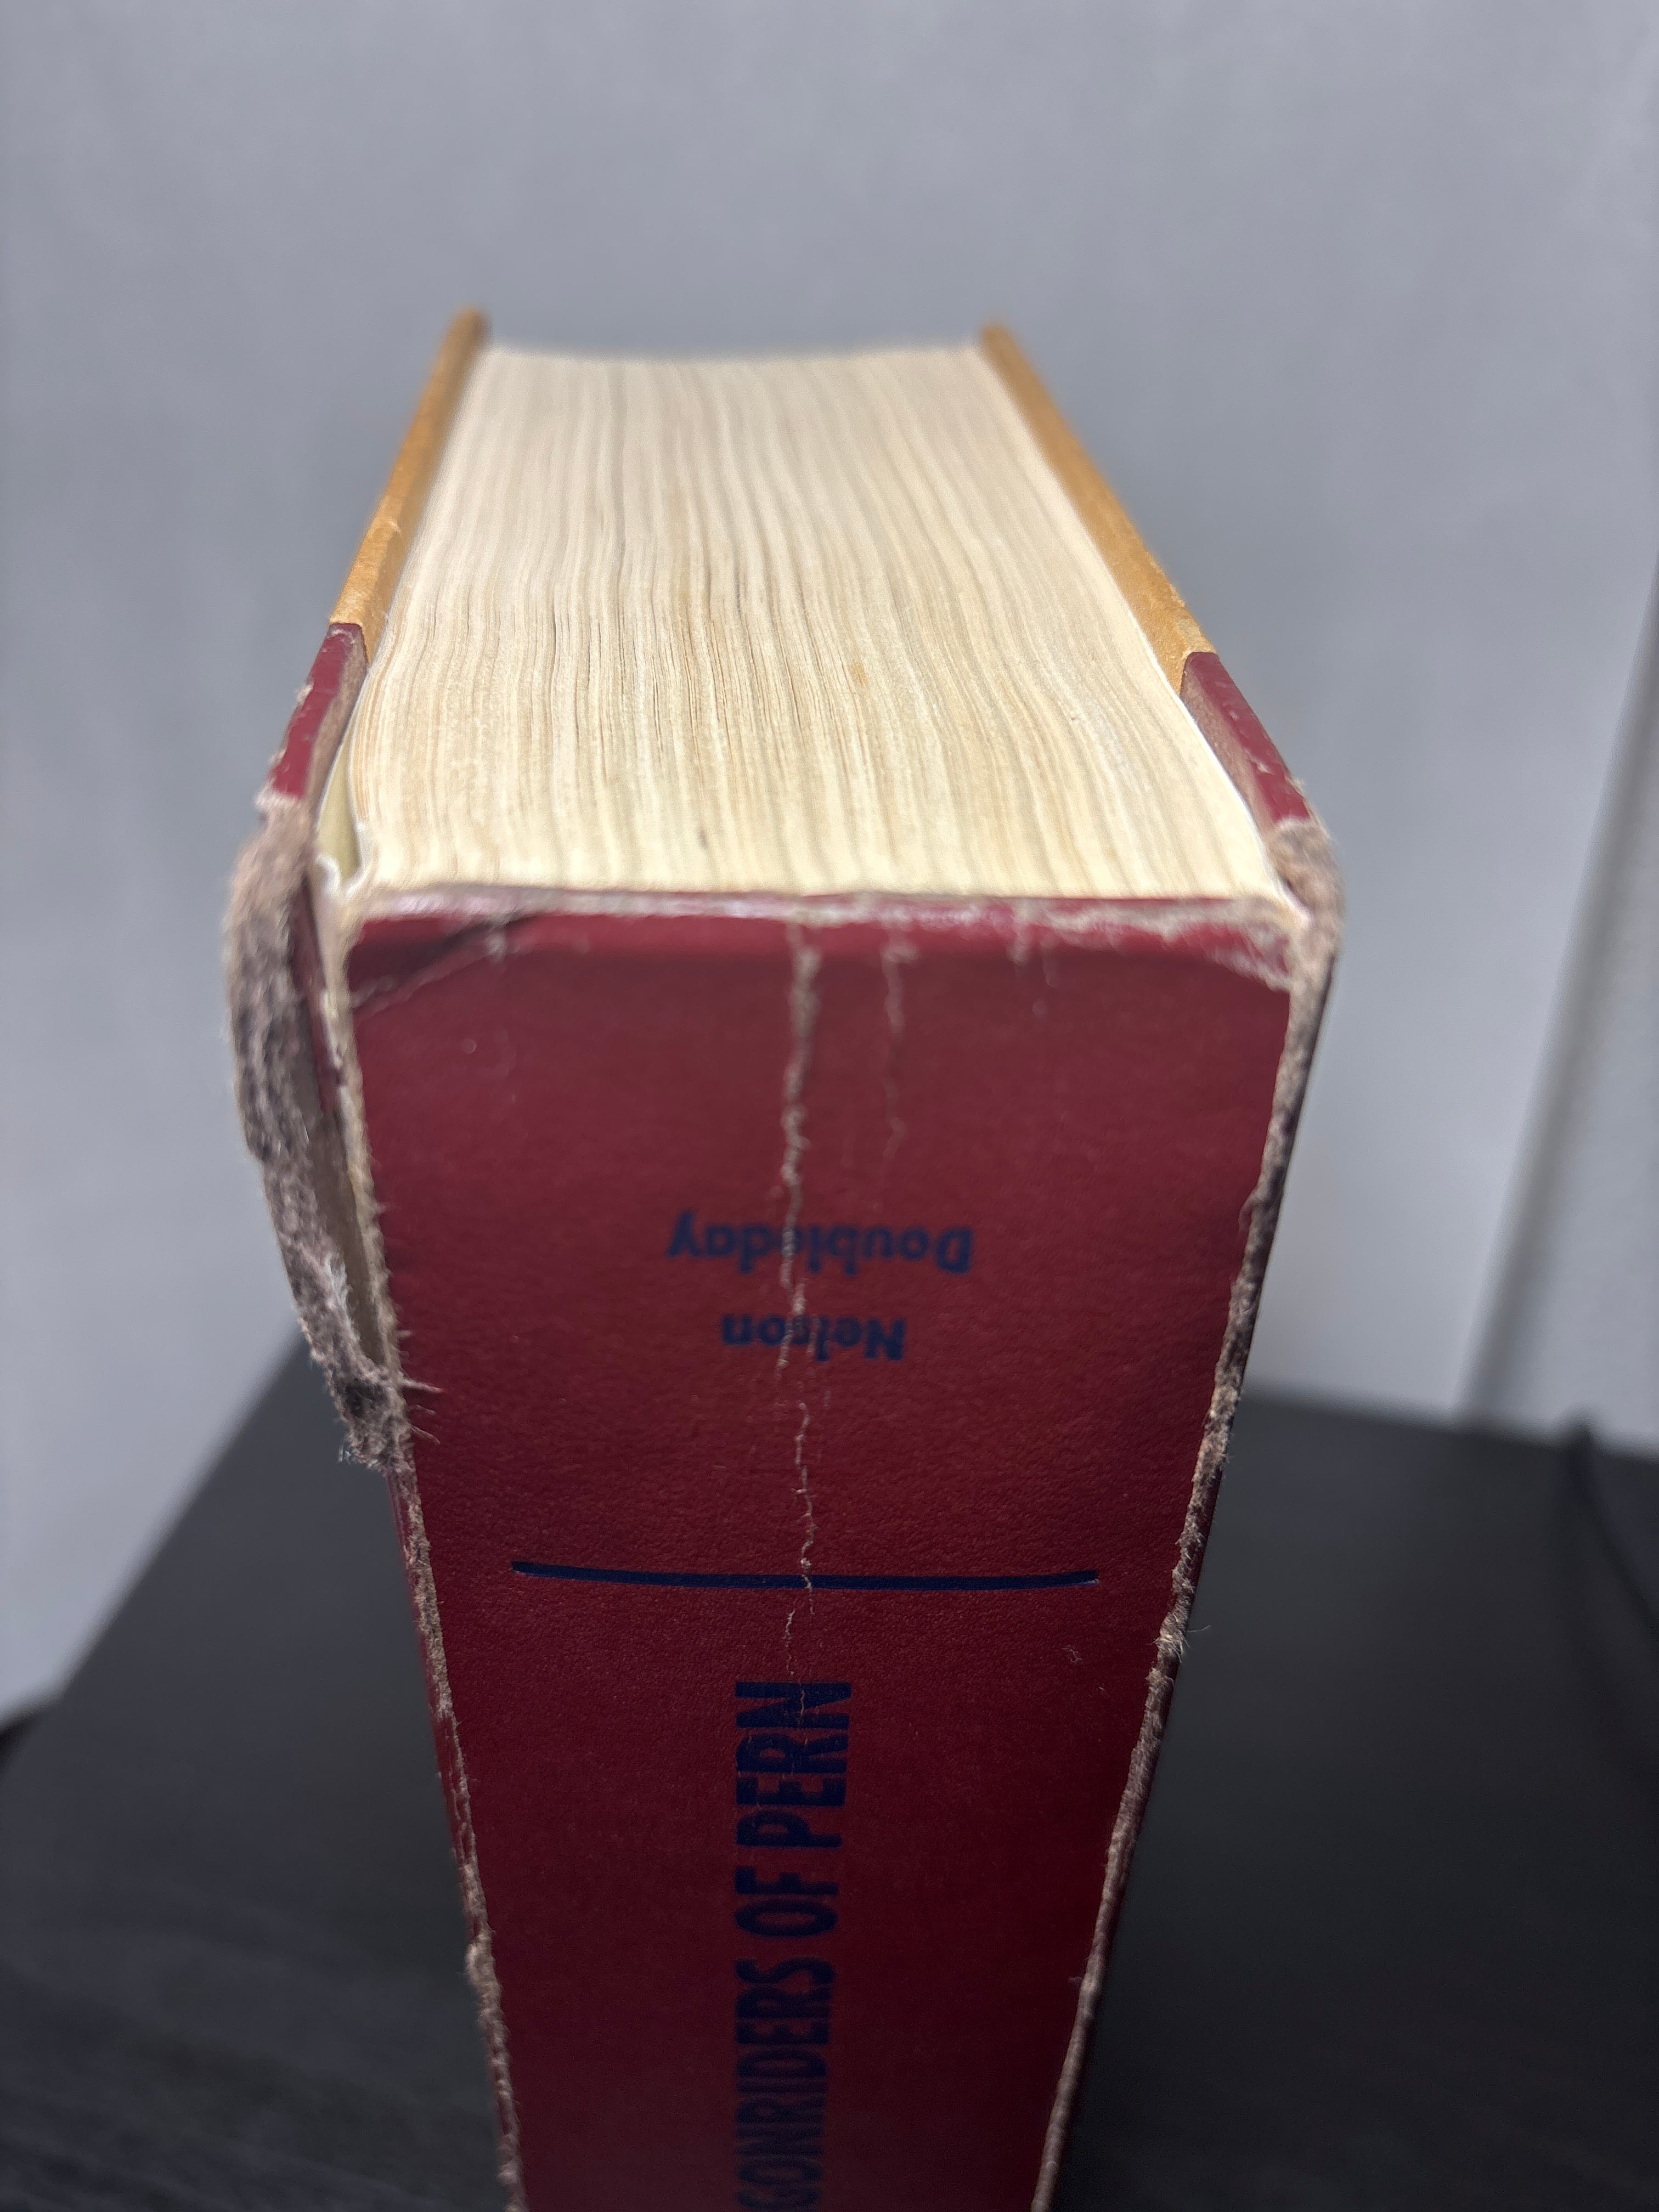 GONRIDERS OF PERN
Nelson
Doubleday